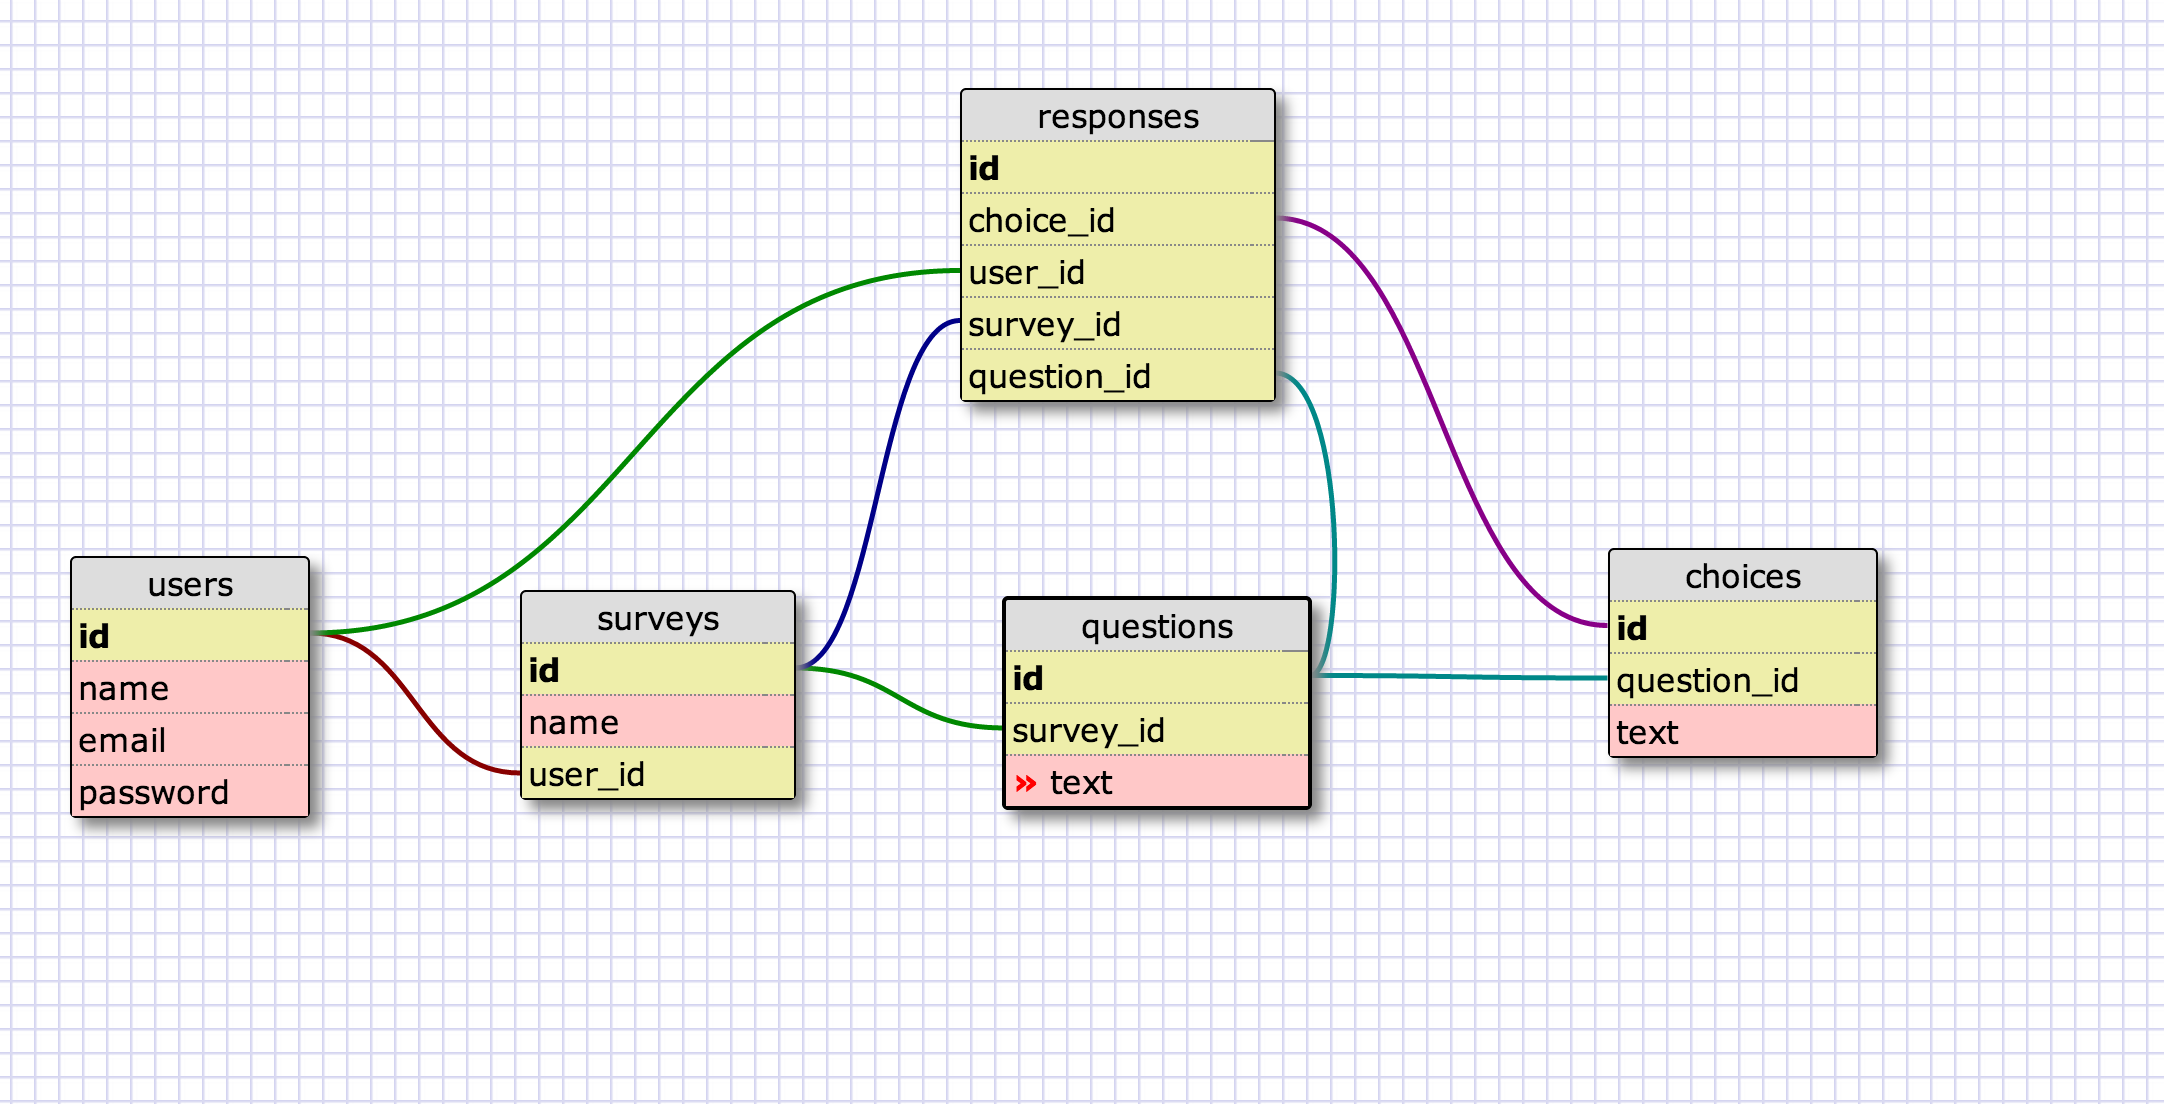 responses
id
choice_id
user_id
survey_id
question_id
users
id
name
email
password
surveys
id
name
user_id
questions
id
survey_id
» text
choices
id
question_id
text